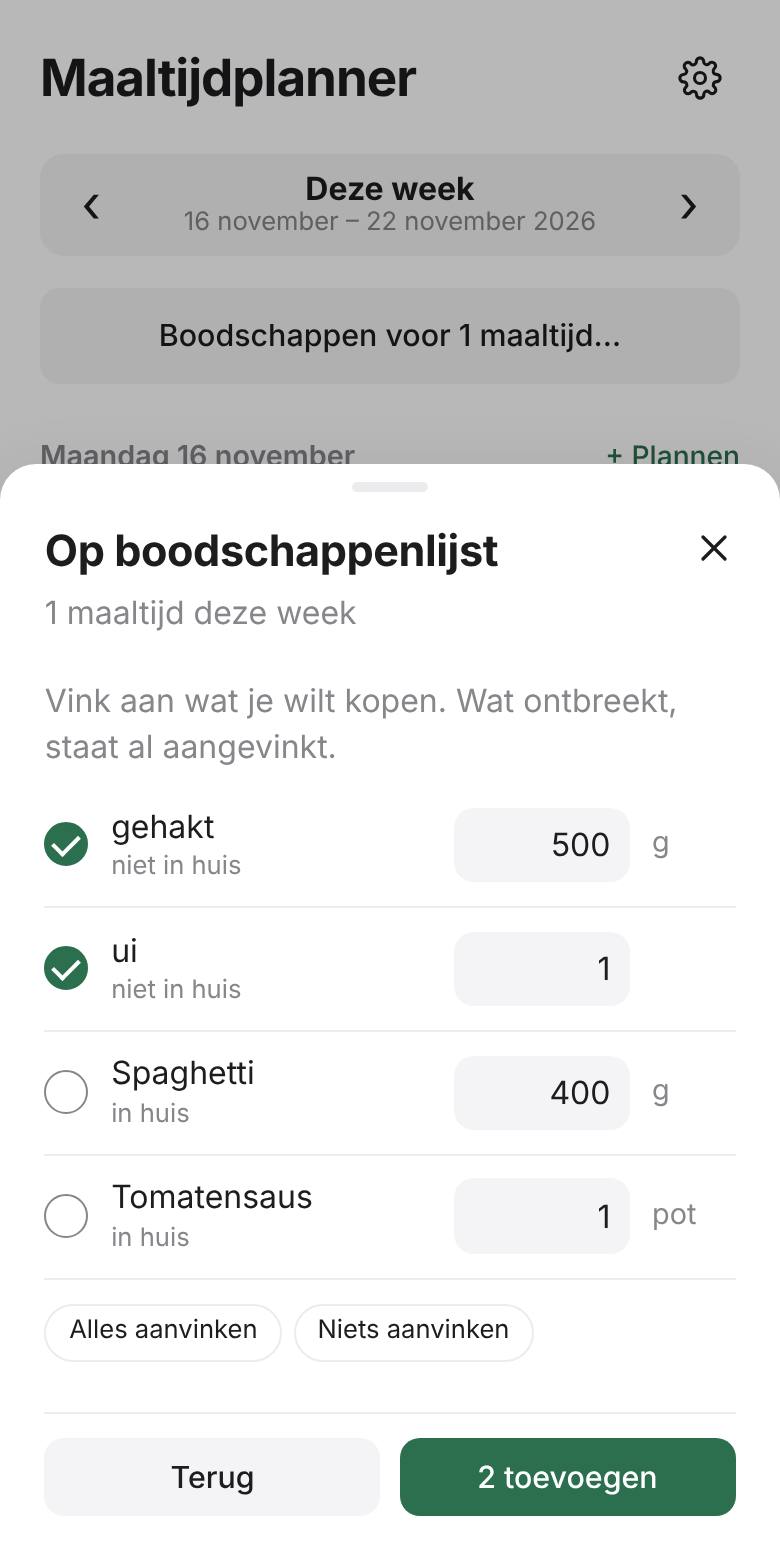 Maaltijdplanner
Deze week
16 november – 22 november 2026
Boodschappen voor 1 maaltijd...
Maandag 16 november
+ Plannen
Op boodschappenlijst
1 maaltijd deze week
Vink aan wat je wilt kopen. Wat ontbreekt,
staat al aangevinkt.
gehakt
niet in huis
500 g
ui
niet in huis
1
Spaghetti
in huis
400 g
Tomatensaus
in huis
1 pot
Alles aanvinken
Niets aanvinken
Terug
2 toevoegen